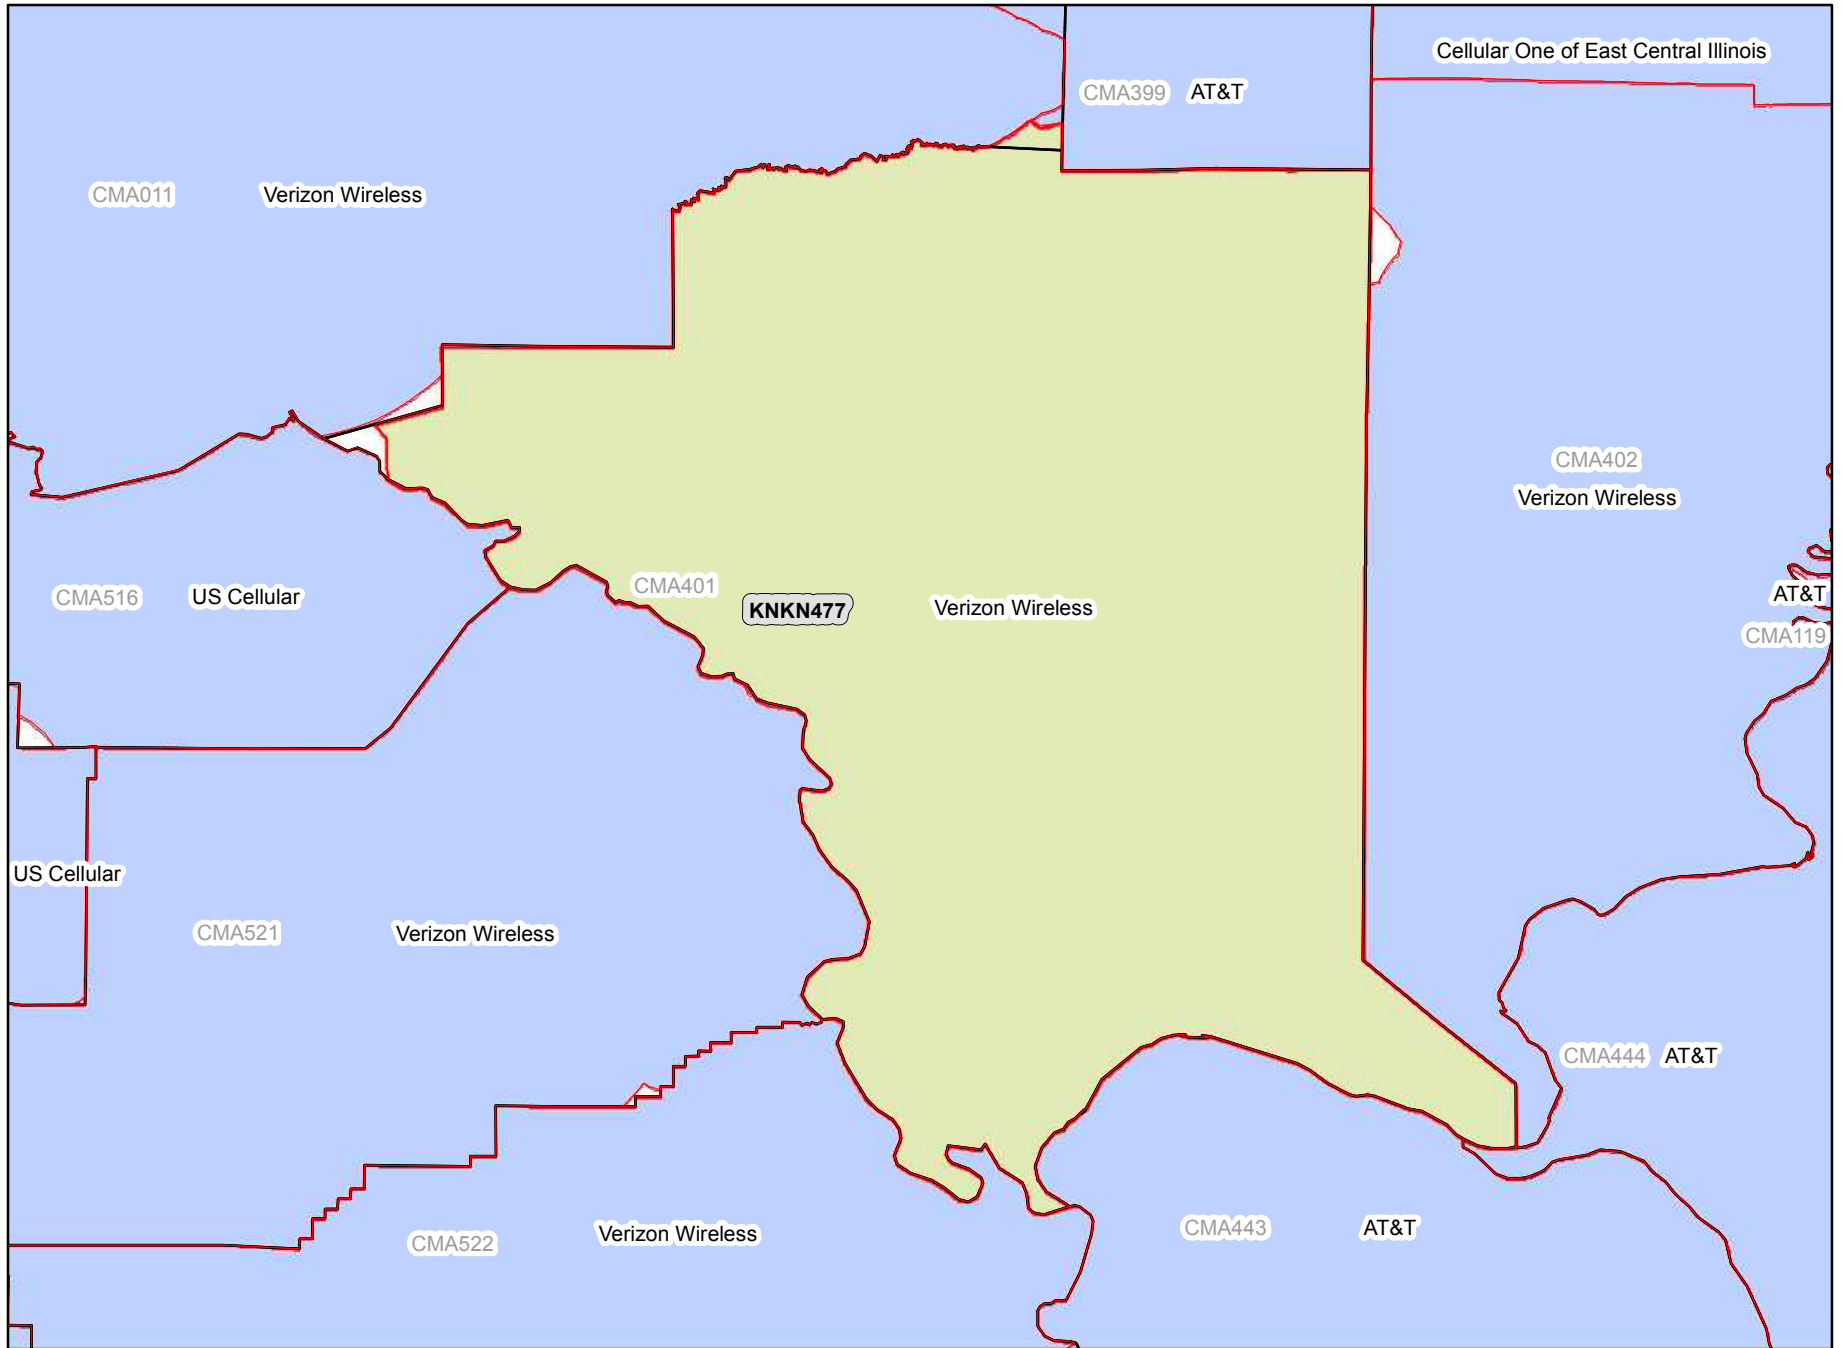 Cellular One of East Central Illinois
CMA399 AT&T
CMA011 Verizon Wireless
CMA402
Verizon Wireless
CMA516 US Cellular
CMA401
KNKN477
Verizon Wireless
AT&T
CMA119
US Cellular
CMA521 Verizon Wireless
CMA444 AT&T
CMA522 Verizon Wireless
CMA443 AT&T